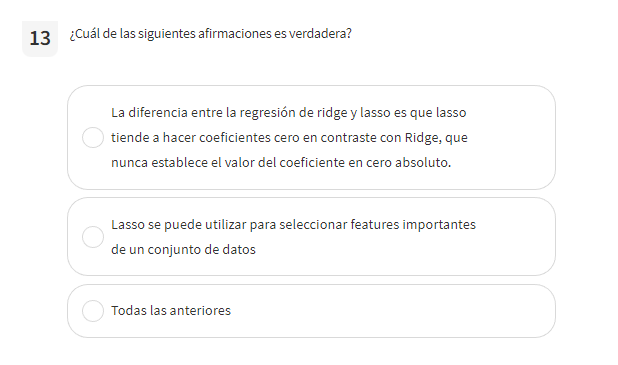 13
¿Cuál de las siguientes afirmaciones es verdadera?
La diferencia entre la regresión de ridge y lasso es que lasso
tiende a hacer coeficientes cero en contraste con Ridge, que
nunca establece el valor del coeficiente en cero absoluto.
Lasso se puede utilizar para seleccionar features importantes
de un conjunto de datos
Todas las anteriores